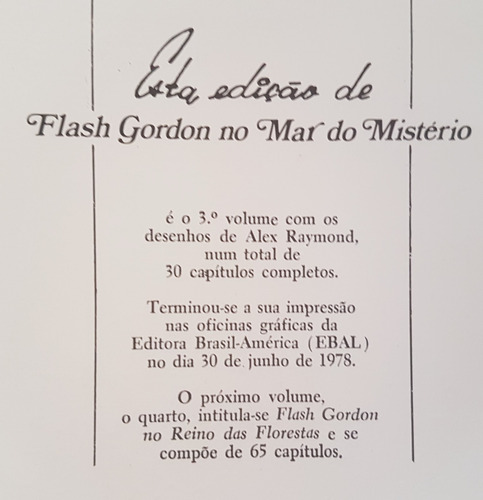 Esta edição de
Flash Gordon no Mar do Mistério
é o 3.º volume com os
desenhos de Alex Raymond,
num total de
30 capítulos completos.
Terminou-se a sua impressão
nas oficinas gráficas da
Editora Brasil-América (EBAL)
no dia 30 de junho de 1978.
O próximo volume,
o quarto, intitula-se Flash Gordon
no Reino das Florestas e se
compõe de 65 capítulos.